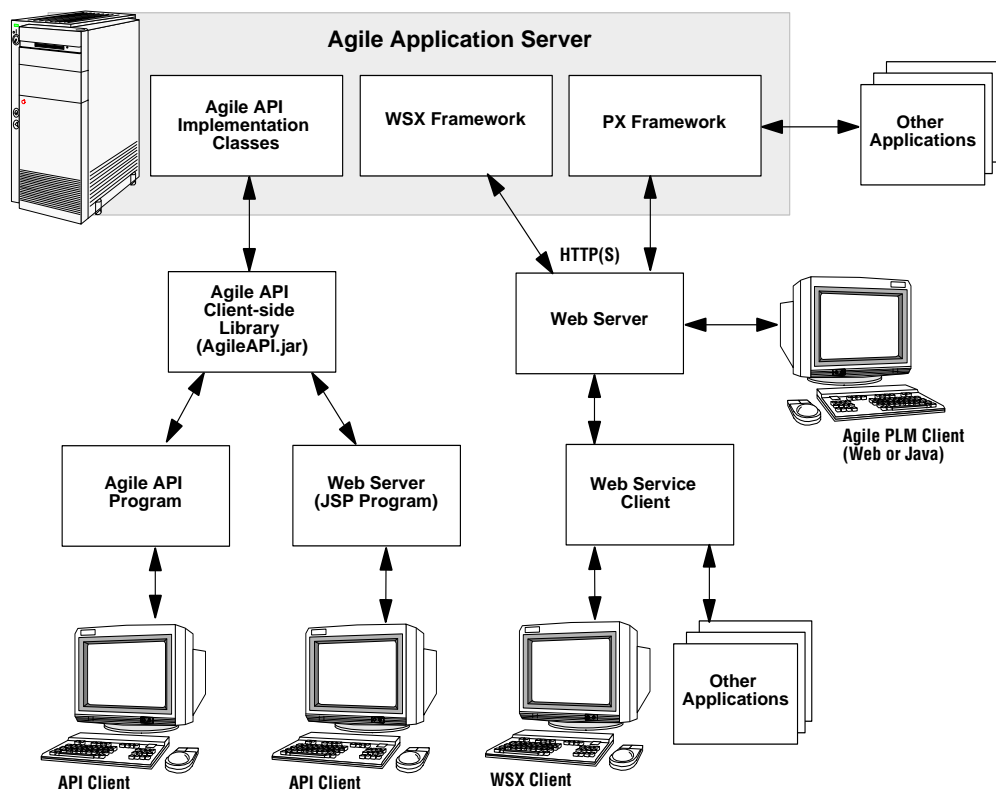 Agile Application Server
Agile API
Implementation
Classes
WSX Framework
PX Framework
Other
Applications
HTTP(S)
Agile API
Client-side
Library
(AgileAPI.jar)
Web Server
Agile PLM Client
(Web or Java)
Agile API
Program
Web Server
(JSP Program)
Web Service
Client
Other
Applications
API Client
API Client
WSX Client